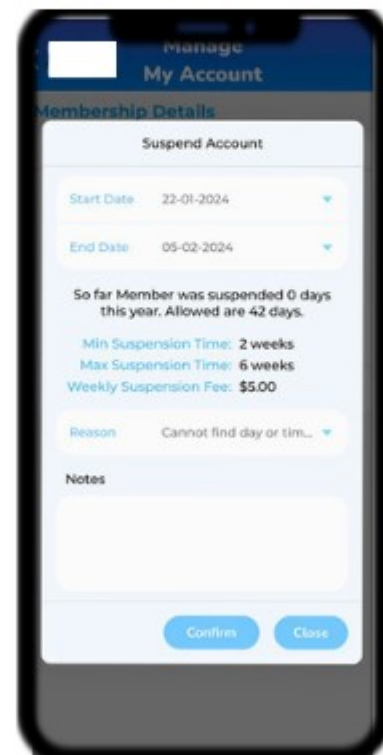 Manage
My Account
Membership Details
Suspend Account
Start Date 22-01-2024
End Date 05-02-2024
So far Member was suspended 0 days
this year. Allowed are 42 days.
Min Suspension Time: 2 weeks
Max Suspension Time: 6 weeks
Weekly Suspension Fee: $5.00
Reason Cannot find day or tim...
Notes
Confirm Close